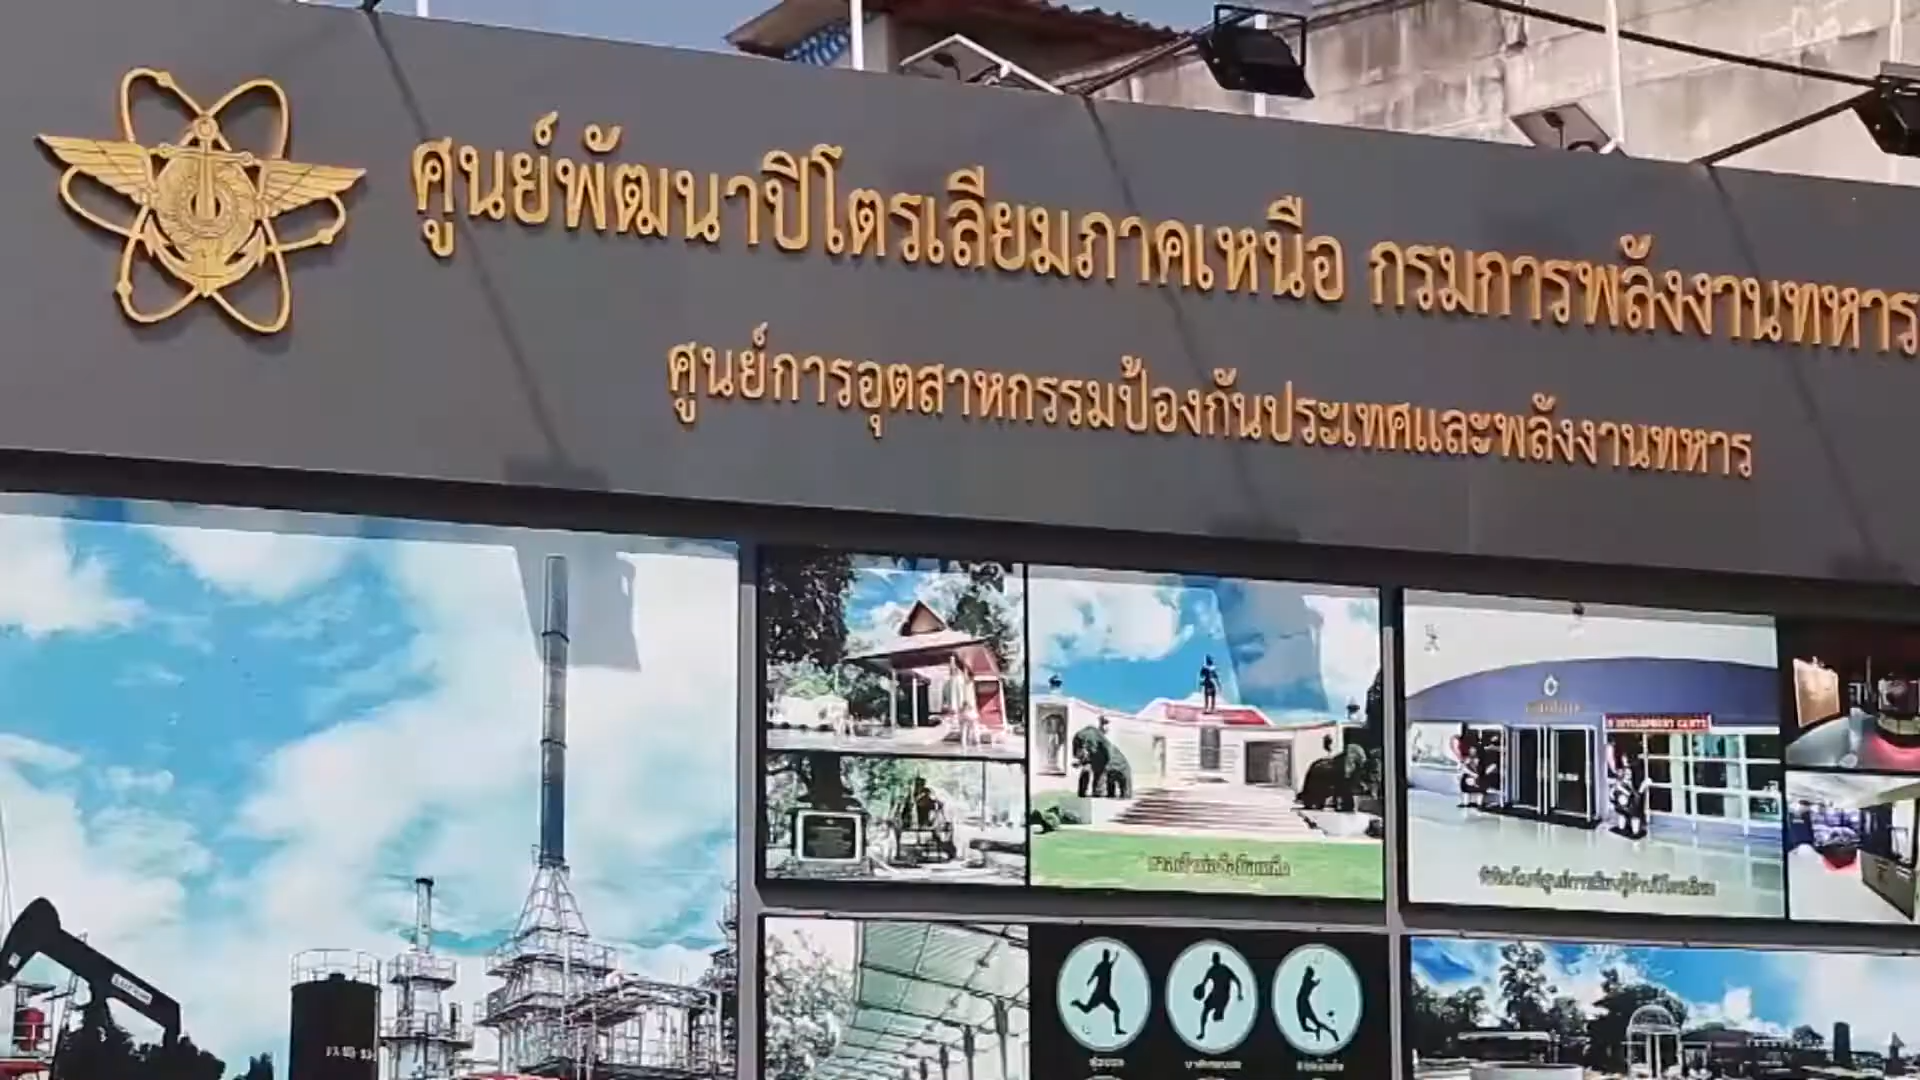 ศูนย์พัฒนาปิโตรเลียมภาคเหนือ กรมการพลังงานทหาร
ศูนย์การอุตสาหกรรมป้องกันประเทศและพลังงานทหาร